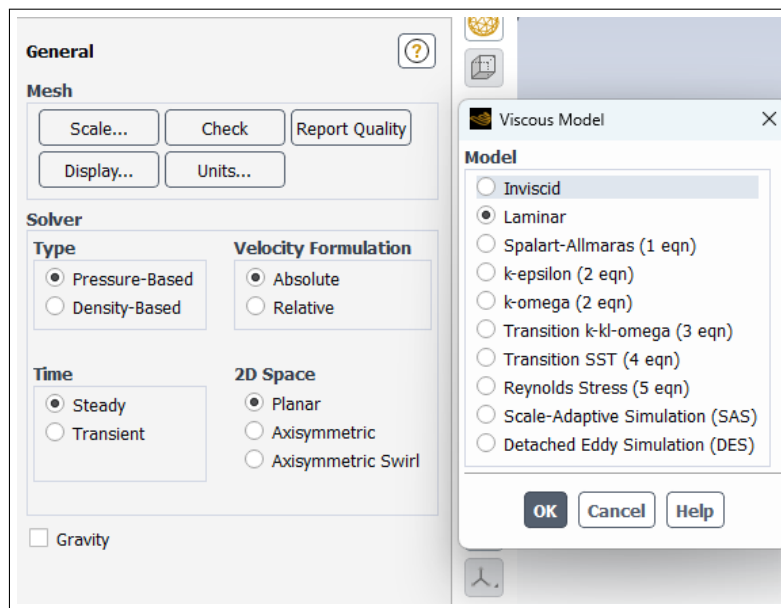 General
?
Mesh
Scale...
Check
Report Quality
Display...
Units...
Solver
Type
Velocity Formulation
Pressure-Based
Absolute
Density-Based
Relative
Time
2D Space
Steady
Planar
Transient
Axisymmetric
Axisymmetric Swirl
Gravity
Viscous Model
Model
Inviscid
Laminar
Spalart-Allmaras (1 eqn)
k-epsilon (2 eqn)
k-omega (2 eqn)
Transition k-kl-omega (3 eqn)
Transition SST (4 eqn)
Reynolds Stress (5 eqn)
Scale-Adaptive Simulation (SAS)
Detached Eddy Simulation (DES)
OK
Cancel
Help